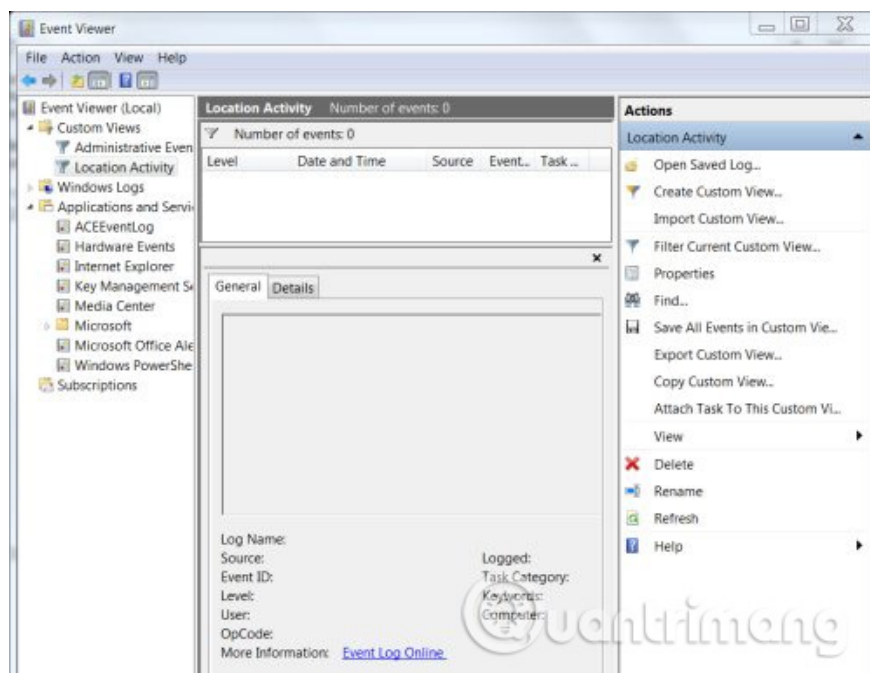 Event Viewer
File Action View Help
Event Viewer (Local)
Custom Views
Administrative Even
Location Activity
Windows Logs
Applications and Servi
ACEEventLog
Hardware Events
Internet Explorer
Key Management Se
Media Center
Microsoft
Microsoft Office Ale
Windows PowerShe
Subscriptions
Location Activity Number of events: 0
Number of events: 0
Level Date and Time Source Event... Task ...
General Details
Log Name:
Source: Logged:
Event ID: Task Category:
Level: Keywords:
User: Computer:
OpCode:
More Information: Event Log Online
Actions
Location Activity
Open Saved Log...
Create Custom View...
Import Custom View...
Filter Current Custom View...
Properties
Find...
Save All Events in Custom Vie...
Export Custom View...
Copy Custom View...
Attach Task To This Custom Vi...
View
Delete
Rename
Refresh
Help
Quantrimang